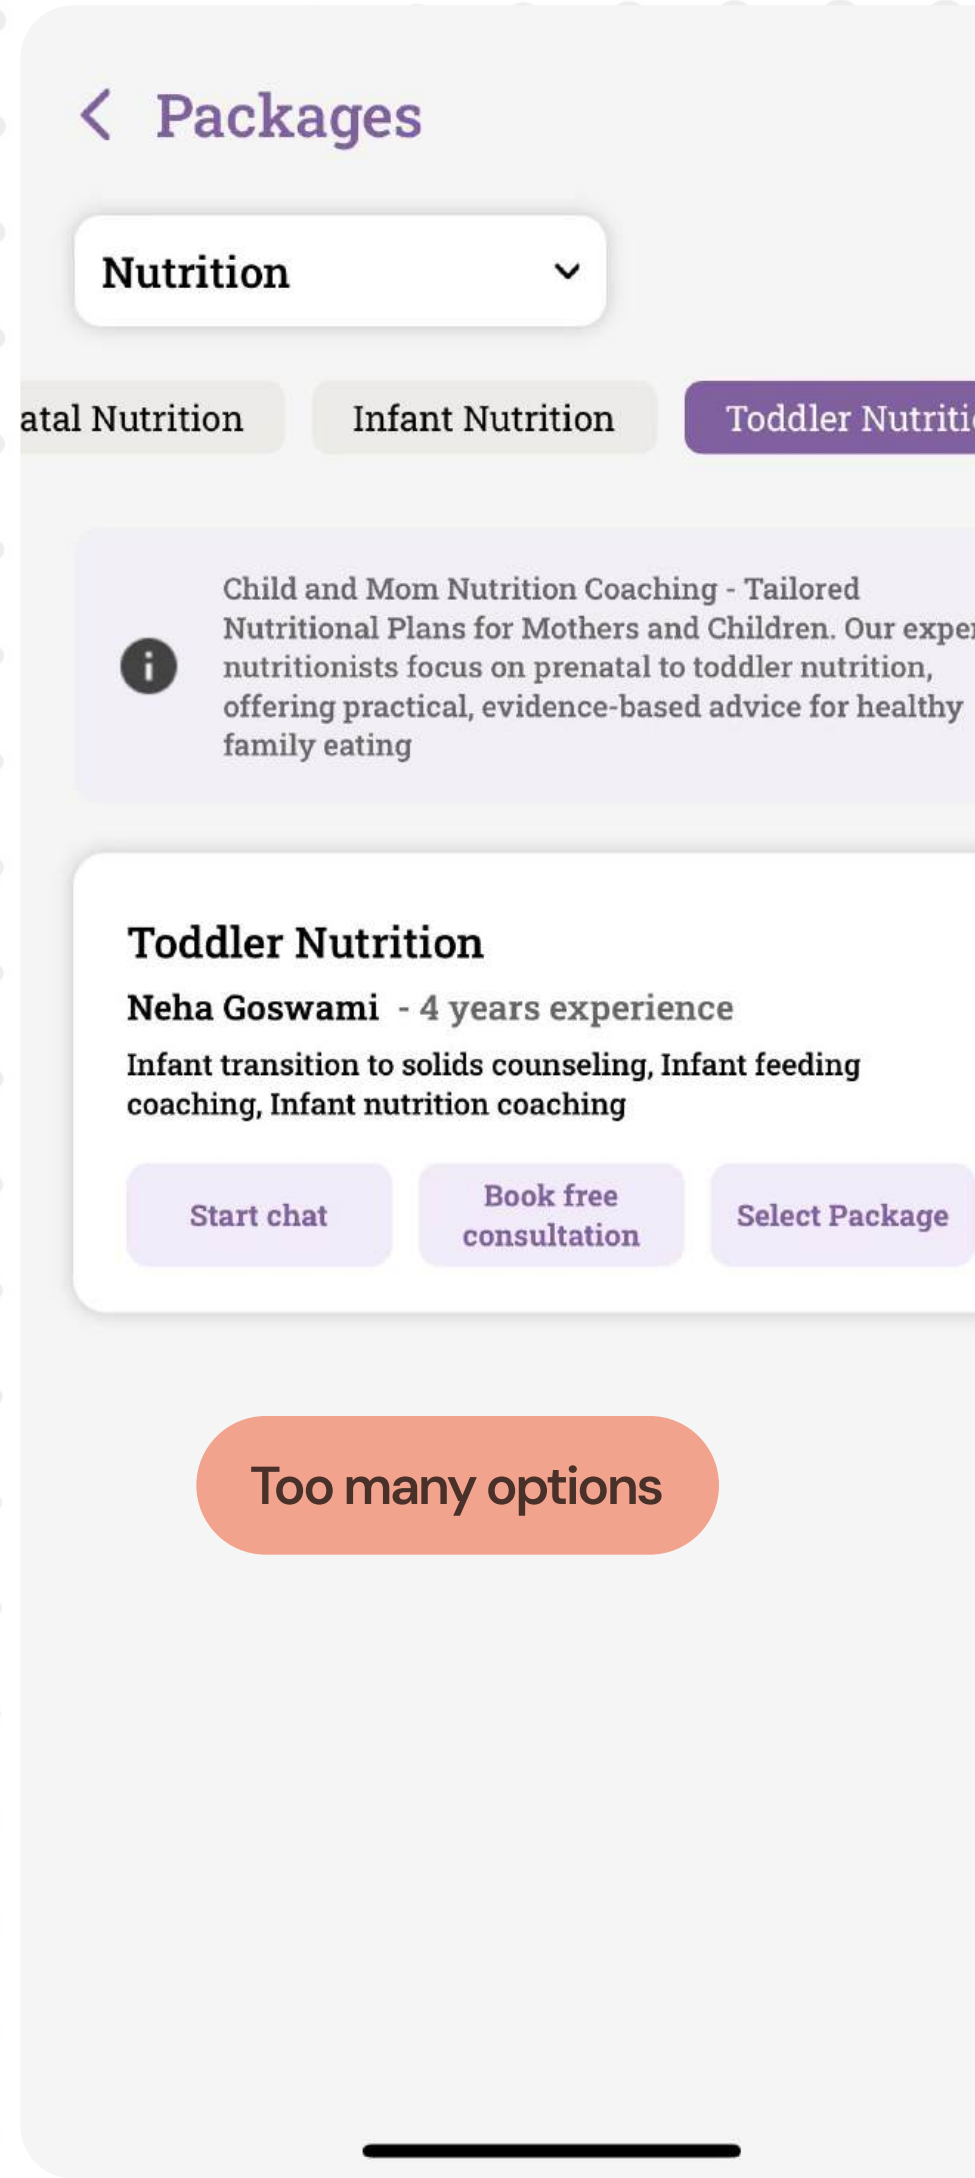 Packages
Nutrition
atal Nutrition
Infant Nutrition
Toddler Nutriti
Child and Mom Nutrition Coaching - Tailored
Nutritional Plans for Mothers and Children. Our exper
nutritionists focus on prenatal to toddler nutrition,
offering practical, evidence-based advice for healthy
family eating
Toddler Nutrition
Neha Goswami - 4 years experience
Infant transition to solids counseling, Infant feeding
coaching, Infant nutrition coaching
Start chat
Book free
consultation
Select Package
Too many options